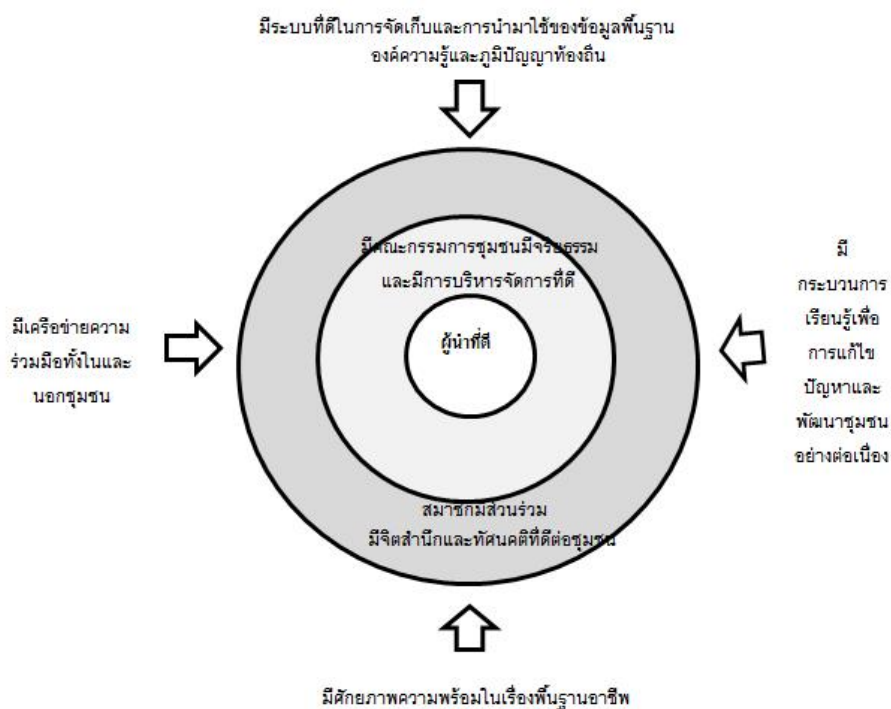 มีระบบที่ดีในการจัดเก็บและการนำมาใช้ของข้อมูลพื้นฐาน
องค์ความรู้และภูมิปัญญาท้องถิ่น
มีคณะกรรมการชุมชนมีจริยธรรม
และมีการบริหารจัดการที่ดี
ผู้นำที่ดี
มีเครือข่ายความ
ร่วมมือทั้งในและ
นอกชุมชน
มี
กระบวนการ
เรียนรู้เพื่อ
การแก้ไข
ปัญหาและ
พัฒนาชุมชน
อย่างต่อเนื่อง
สมาชิกมีส่วนร่วม
มีจิตสำนึกและทัศนคติที่ดีต่อชุมชน
มีศักยภาพความพร้อมในเรื่องพื้นฐานอาชีพ